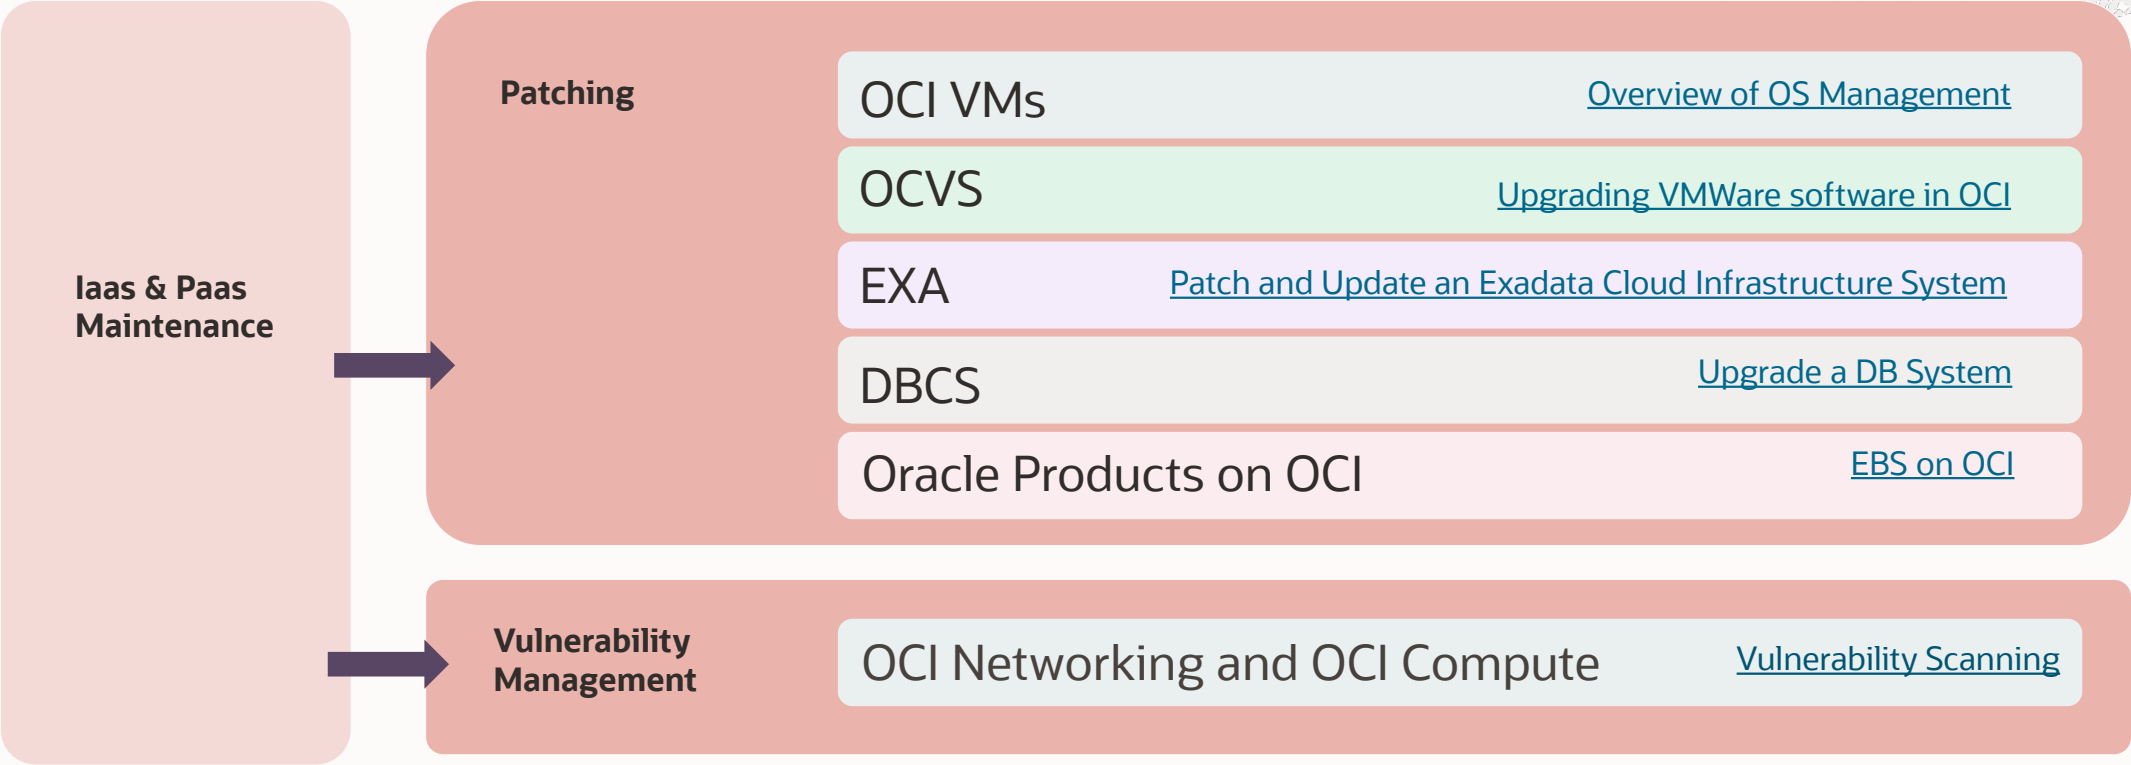 Iaas & Paas
Maintenance
Patching
OCI VMs
Overview of OS Management
OCVS
Upgrading VMWare software in OCI
EXA
Patch and Update an Exadata Cloud Infrastructure System
DBCS
Upgrade a DB System
Oracle Products on OCI
EBS on OCI
Vulnerability
Management
OCI Networking and OCI Compute
Vulnerability Scanning